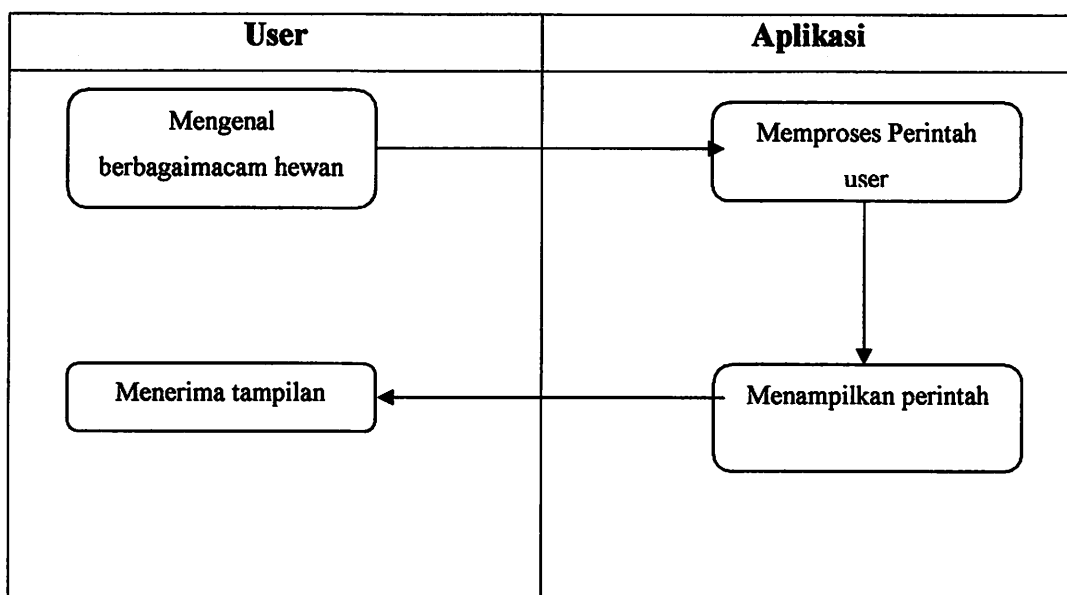 User
Aplikasi
Mengenal
berbagaimacam hewan
Memproses Perintah
user
Menerima tampilan
Menampilkan perintah